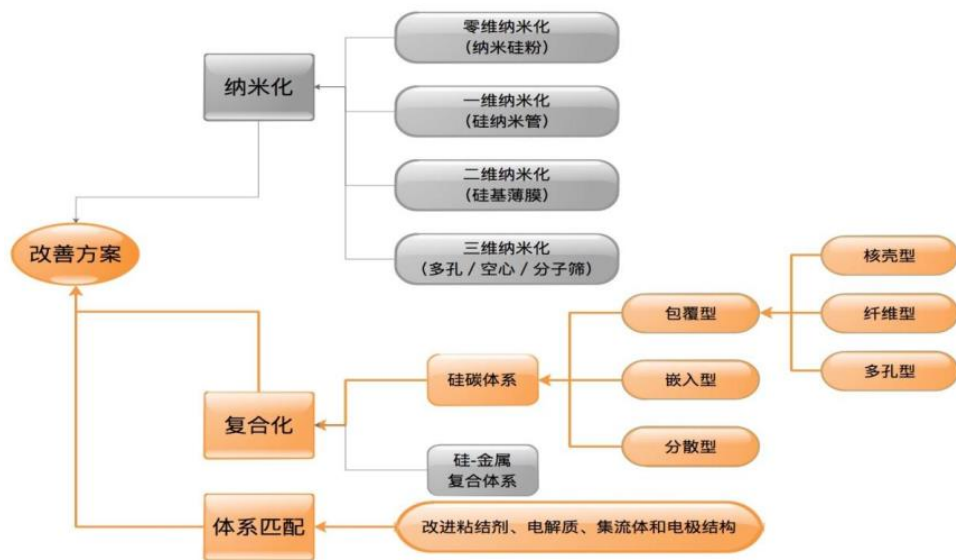 零维纳米化
（纳米硅粉）
纳米化
一维纳米化
（硅纳米管）
二维纳米化
（硅基薄膜）
三维纳米化
（多孔 / 空心 / 分子筛）
改善方案
核壳型
包覆型
纤维型
多孔型
硅碳体系
嵌入型
复合化
分散型
硅-金属
复合体系
体系匹配
改进粘结剂、电解质、集流体和电极结构